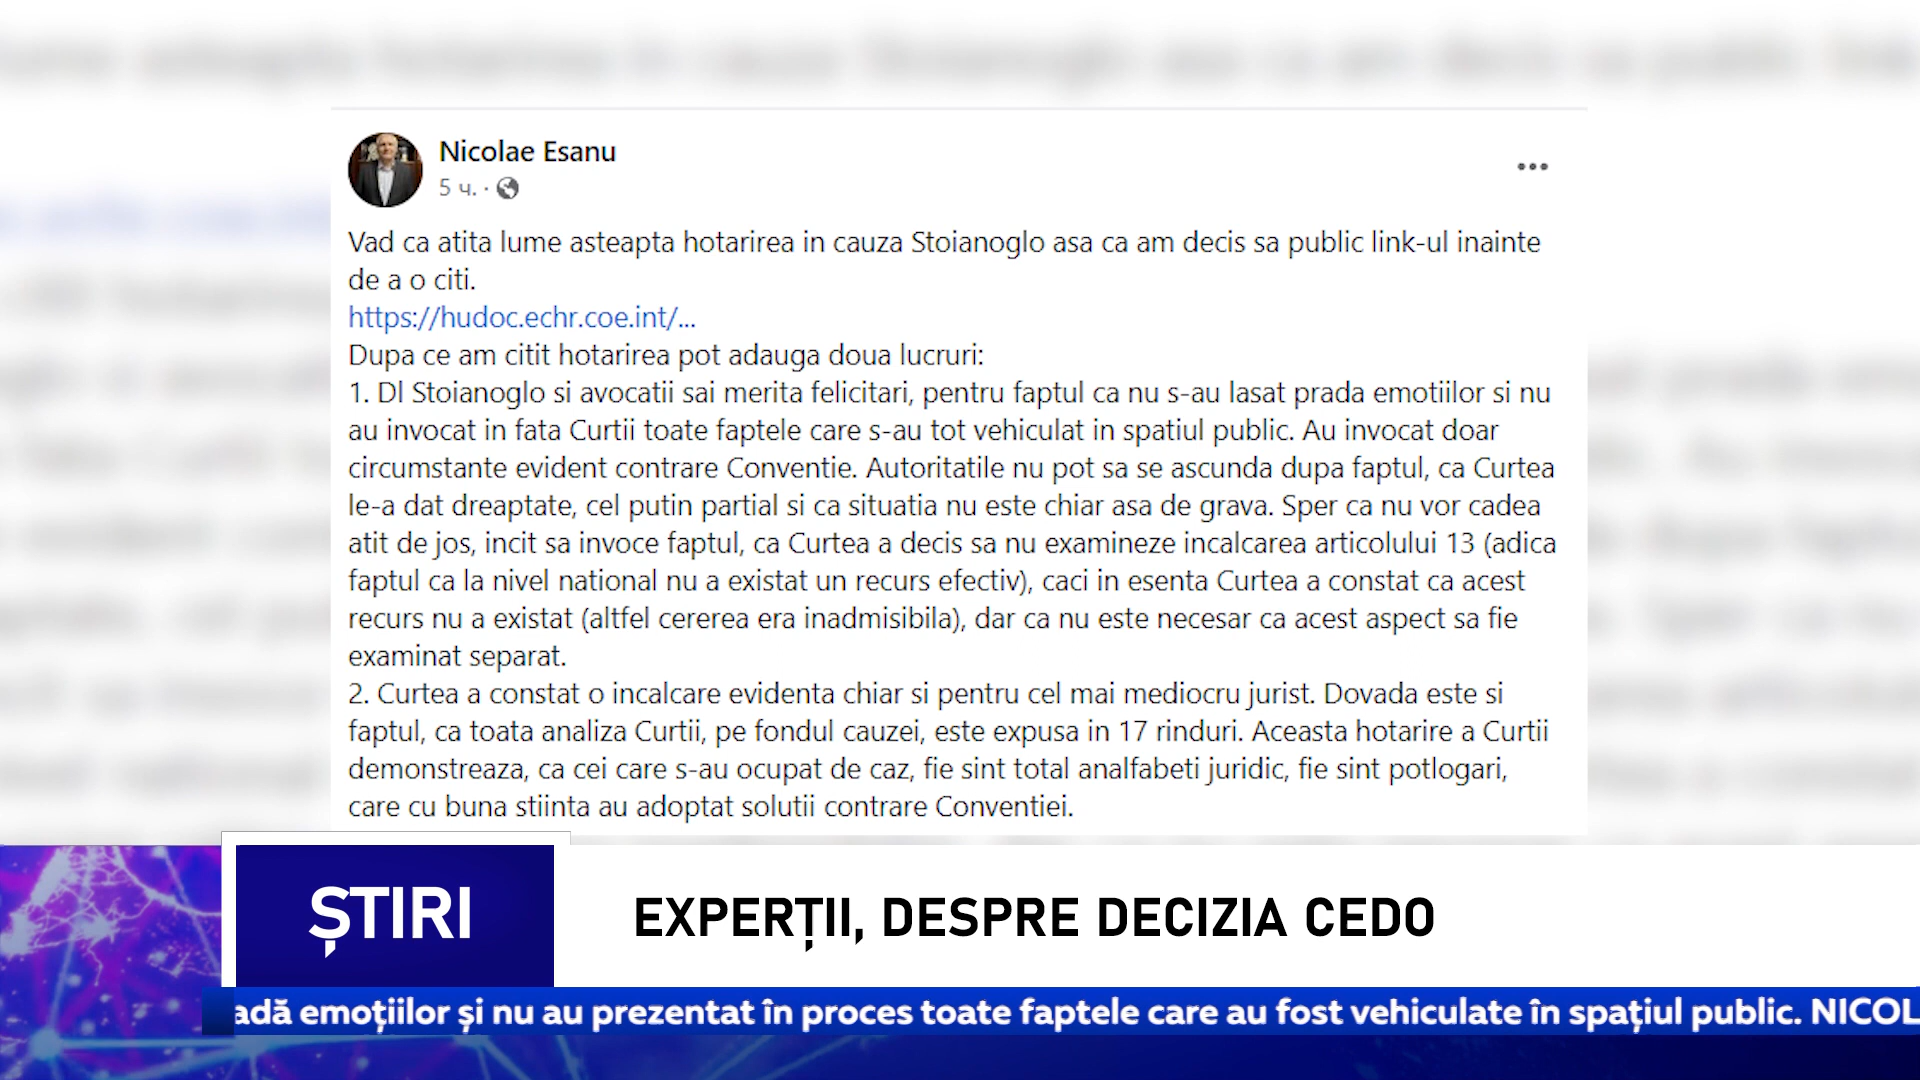 Nicolae Esanu
5 ч. ·
Vad ca atita lume asteapta hotarirea in cauza Stoianoglo asa ca am decis sa public link-ul inainte
de a o citi.
https://hudoc.echr.coe.int/...
Dupa ce am citit hotarirea pot adauga doua lucruri:
1. Dl Stoianoglo si avocatii sai merita felicitari, pentru faptul ca nu s-au lasat prada emotiilor si nu
au invocat in fata Curtii toate faptele care s-au tot vehiculat in spatiul public. Au invocat doar
circumstante evident contrare Conventie. Autoritatile nu pot sa se ascunda dupa faptul, ca Curtea
le-a dat dreaptate, cel putin partial si ca situatia nu este chiar asa de grava. Sper ca nu vor cadea
atit de jos, incit sa invoce faptul, ca Curtea a decis sa nu examineze incalcarea articolului 13 (adica
faptul ca la nivel national nu a existat un recurs efectiv), caci in esenta Curtea a constat ca acest
recurs nu a existat (altfel cererea era inadmisibila), dar ca nu este necesar ca acest aspect sa fie
examinat separat.
2. Curtea a constat o incalcare evidenta chiar si pentru cel mai mediocru jurist. Dovada este si
faptul, ca toata analiza Curtii, pe fondul cauzei, este expusa in 17 rinduri. Aceasta hotarire a Curtii
demonstreaza, ca cei care s-au ocupat de caz, fie sint total analfabeti juridic, fie sint potlogari,
care cu buna stiinta au adoptat solutii contrare Conventiei.
ȘTIRI
EXPERȚII, DESPRE DECIZIA CEDO
adă emoțiilor și nu au prezentat în proces toate faptele care au fost vehiculate în spațiul public. NICOL